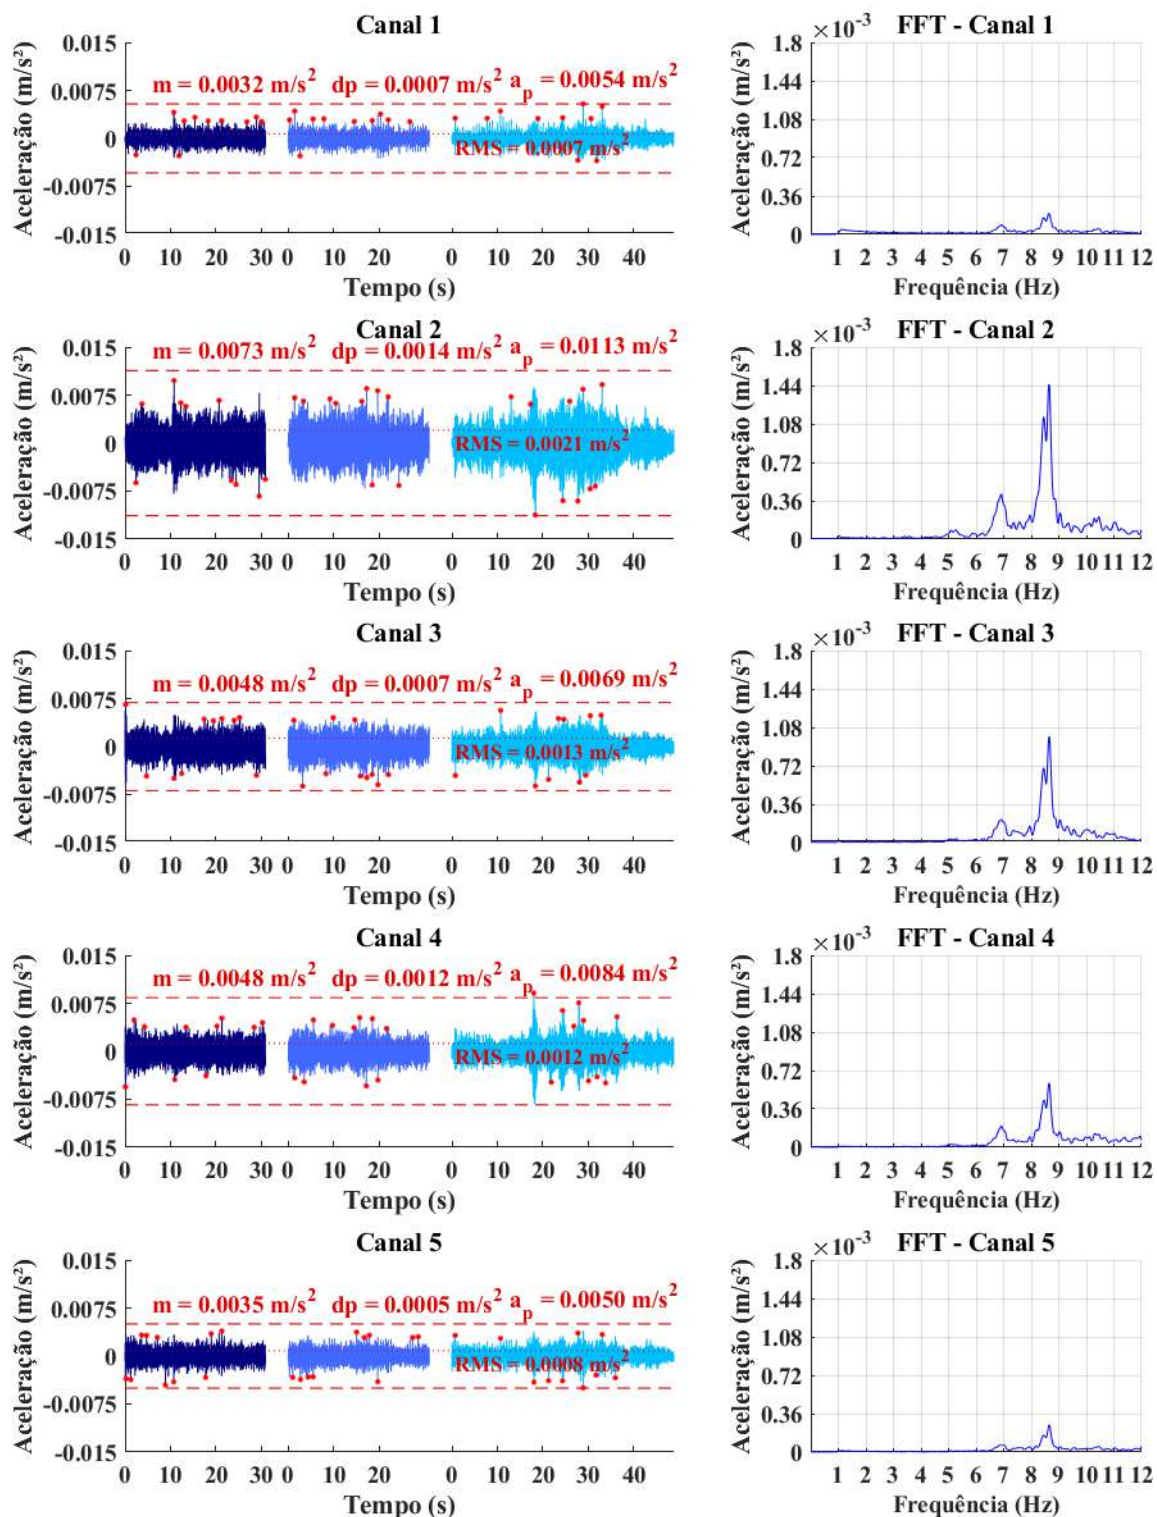 Canal 1
m = 0.0032 m/s² dp = 0.0007 m/s² a_p = 0.0054 m/s²
RMS = 0.0007 m/s²
Aceleração (m/s²)
0.015
0.0075
0
-0.0075
-0.015
0 10 20 30 0 10 20 0 10 20 30 40
Tempo (s)
×10⁻³ FFT - Canal 1
Aceleração (m/s²)
1.8
1.44
1.08
0.72
0.36
0
1 2 3 4 5 6 7 8 9 10 11 12
Frequência (Hz)
Canal 2
m = 0.0073 m/s² dp = 0.0014 m/s² a_p = 0.0113 m/s²
RMS = 0.0021 m/s²
Aceleração (m/s²)
0.015
0.0075
0
-0.0075
-0.015
0 10 20 30 0 10 20 0 10 20 30 40
Tempo (s)
×10⁻³ FFT - Canal 2
Aceleração (m/s²)
1.8
1.44
1.08
0.72
0.36
0
1 2 3 4 5 6 7 8 9 10 11 12
Frequência (Hz)
Canal 3
m = 0.0048 m/s² dp = 0.0007 m/s² a_p = 0.0069 m/s²
RMS = 0.0013 m/s²
Aceleração (m/s²)
0.015
0.0075
0
-0.0075
-0.015
0 10 20 30 0 10 20 0 10 20 30 40
Tempo (s)
×10⁻³ FFT - Canal 3
Aceleração (m/s²)
1.8
1.44
1.08
0.72
0.36
0
1 2 3 4 5 6 7 8 9 10 11 12
Frequência (Hz)
Canal 4
m = 0.0048 m/s² dp = 0.0012 m/s² a_p = 0.0084 m/s²
RMS = 0.0012 m/s²
Aceleração (m/s²)
0.015
0.0075
0
-0.0075
-0.015
0 10 20 30 0 10 20 0 10 20 30 40
Tempo (s)
×10⁻³ FFT - Canal 4
Aceleração (m/s²)
1.8
1.44
1.08
0.72
0.36
0
1 2 3 4 5 6 7 8 9 10 11 12
Frequência (Hz)
Canal 5
m = 0.0035 m/s² dp = 0.0005 m/s² a_p = 0.0050 m/s²
RMS = 0.0008 m/s²
Aceleração (m/s²)
0.015
0.0075
0
-0.0075
-0.015
0 10 20 30 0 10 20 0 10 20 30 40
Tempo (s)
×10⁻³ FFT - Canal 5
Aceleração (m/s²)
1.8
1.44
1.08
0.72
0.36
0
1 2 3 4 5 6 7 8 9 10 11 12
Frequência (Hz)